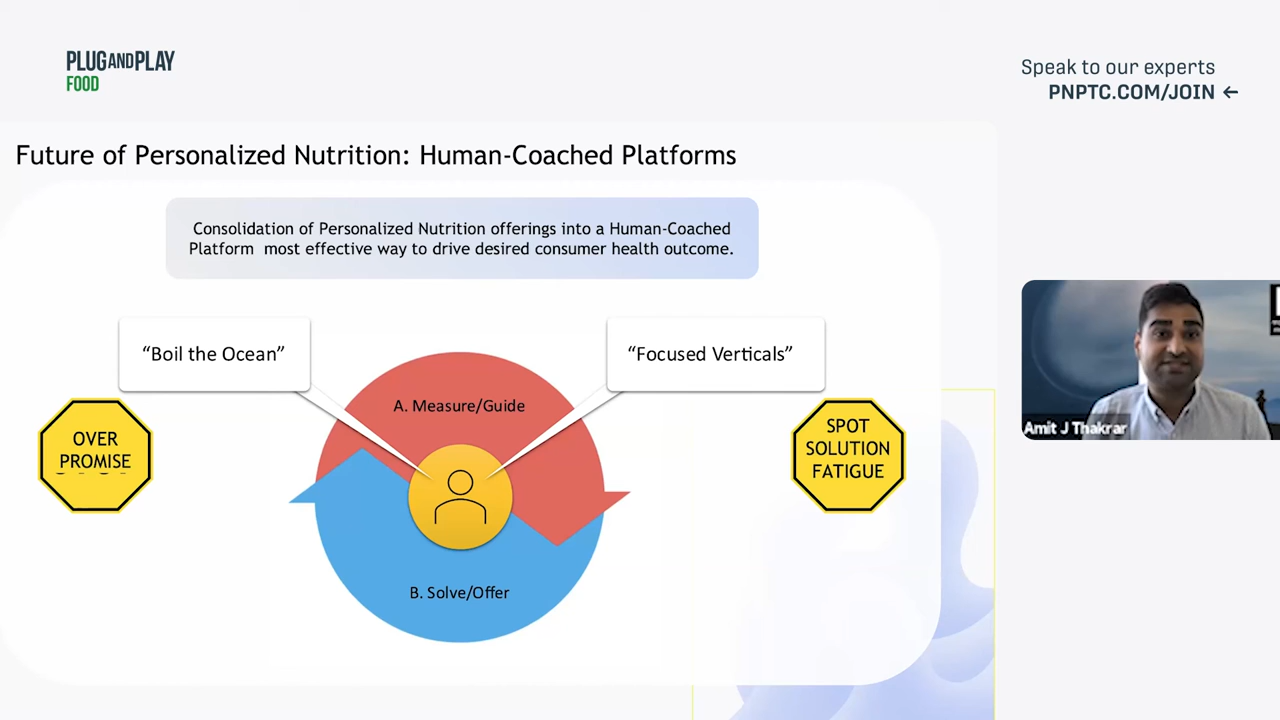 PLUGANDPLAY
FOOD
Speak to our experts
PNPTC.COM/JOIN ←
Future of Personalized Nutrition: Human-Coached Platforms
Consolidation of Personalized Nutrition offerings into a Human-Coached
Platform most effective way to drive desired consumer health outcome.
“Boil the Ocean”
“Focused Verticals”
A. Measure/Guide
OVER
PROMISE
SPOT
SOLUTION
FATIGUE
B. Solve/Offer
Amit J Thakrar